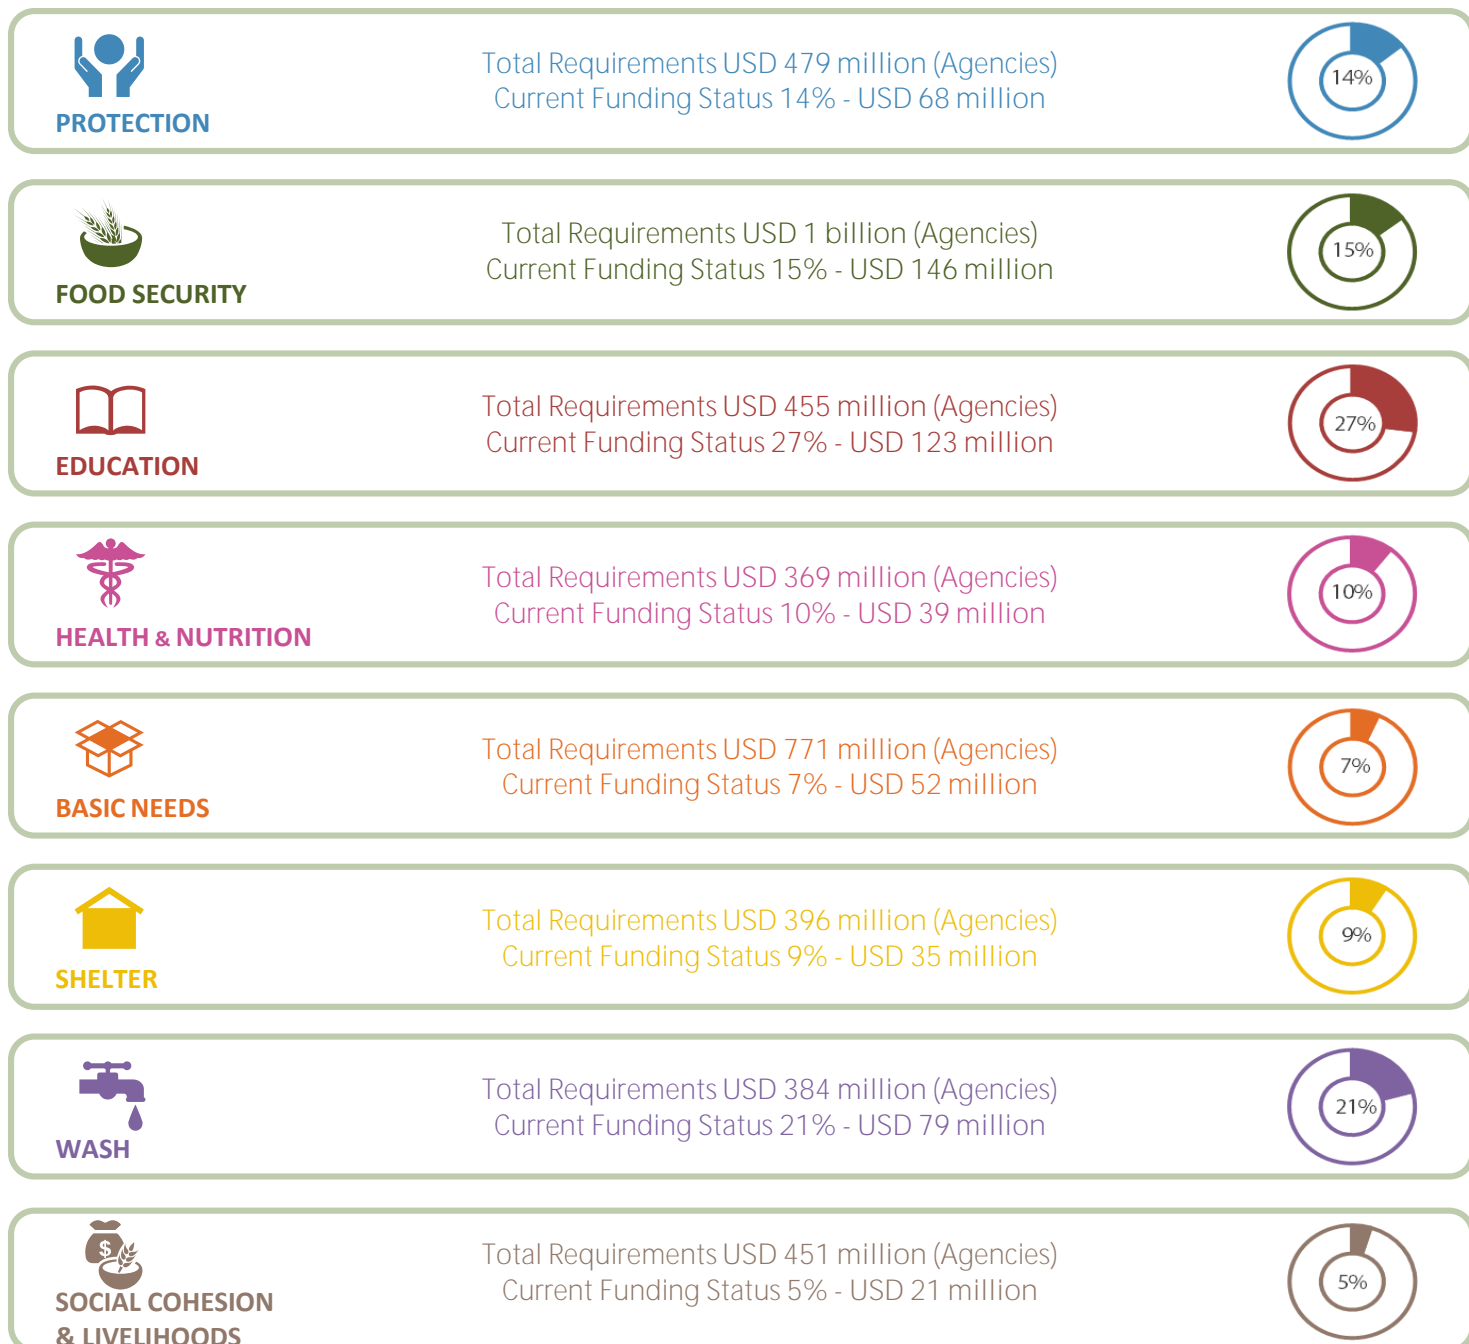 Total Requirements USD 479 million (Agencies)
Current Funding Status 14% - USD 68 million
14%
PROTECTION
Total Requirements USD 1 billion (Agencies)
Current Funding Status 15% - USD 146 million
15%
FOOD SECURITY
Total Requirements USD 455 million (Agencies)
Current Funding Status 27% - USD 123 million
27%
EDUCATION
Total Requirements USD 369 million (Agencies)
Current Funding Status 10% - USD 39 million
10%
HEALTH & NUTRITION
Total Requirements USD 771 million (Agencies)
Current Funding Status 7% - USD 52 million
7%
BASIC NEEDS
Total Requirements USD 396 million (Agencies)
Current Funding Status 9% - USD 35 million
9%
SHELTER
Total Requirements USD 384 million (Agencies)
Current Funding Status 21% - USD 79 million
21%
WASH
$
Total Requirements USD 451 million (Agencies)
Current Funding Status 5% - USD 21 million
5%
SOCIAL COHESION
& LIVELIHOODS